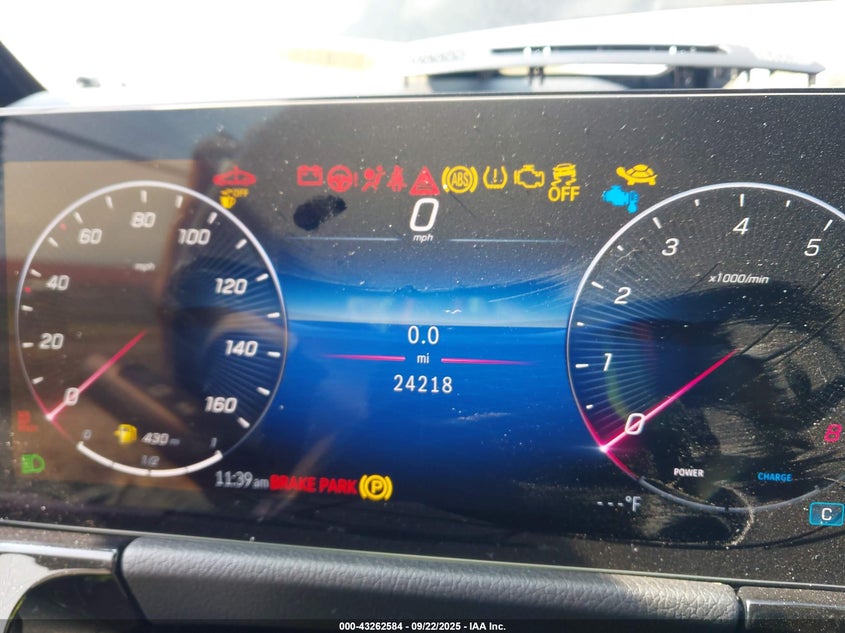 OFF
ABS
OFF
0
mph
60 80 100
40 120
20 140
0 160
mph
430
0 1/2 1
11:39 am BRAKE PARK P
0.0
mi
24218
4
3 5
2
1
0
x1000/min
POWER CHARGE
---°F
C
000-43262584 - 09/22/2025 - IAA Inc.